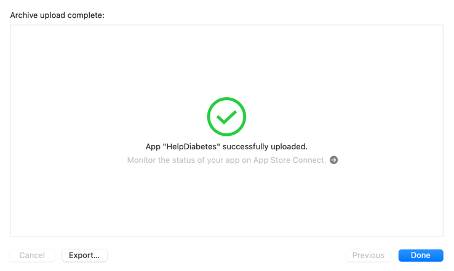 Archive upload complete:
App "HelpDiabetes" successfully uploaded.
Monitor the status of your app on App Store Connect.
Cancel
Export...
Previous
Done